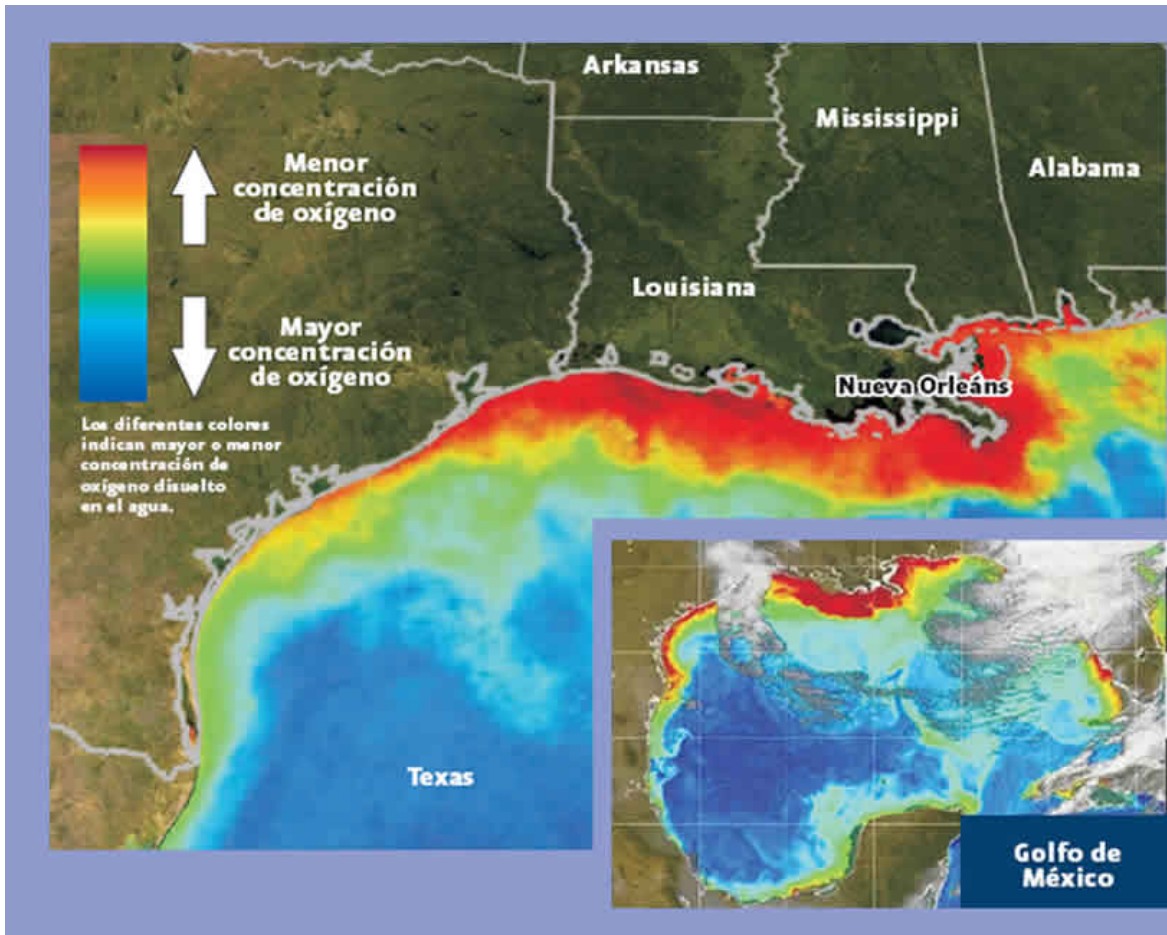 Arkansas
Mississippi
Alabama
Menor
concentración
de oxígeno
Louisiana
Mayor
concentración
de oxígeno
Nueva Orleáns
Los diferentes colores
indican mayor o menor
concentración de
oxígeno disuelto
en el agua.
Texas
Golfo de
México